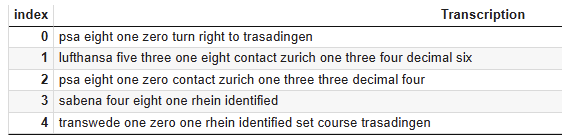 index Transcription
0 psa eight one zero turn right to trasadingen
1 lufthansa five three one eight contact zurich one three four decimal six
2 psa eight one zero contact zurich one three three decimal four
3 sabena four eight one rhein identified
4 transwede one zero one rhein identified set course trasadingen